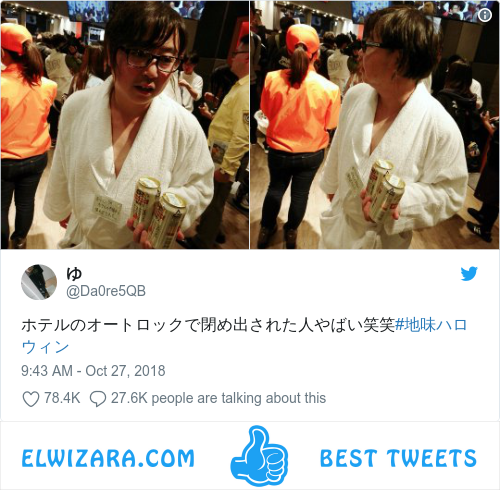 ゆ
@Da0re5QB
ホテルのオートロックで閉め出された人やばい笑笑#地味ハロ
ウィン
9:43 AM - Oct 27, 2018
78.4K 27.6K people are talking about this
ELWIZARA.COM BEST TWEETS